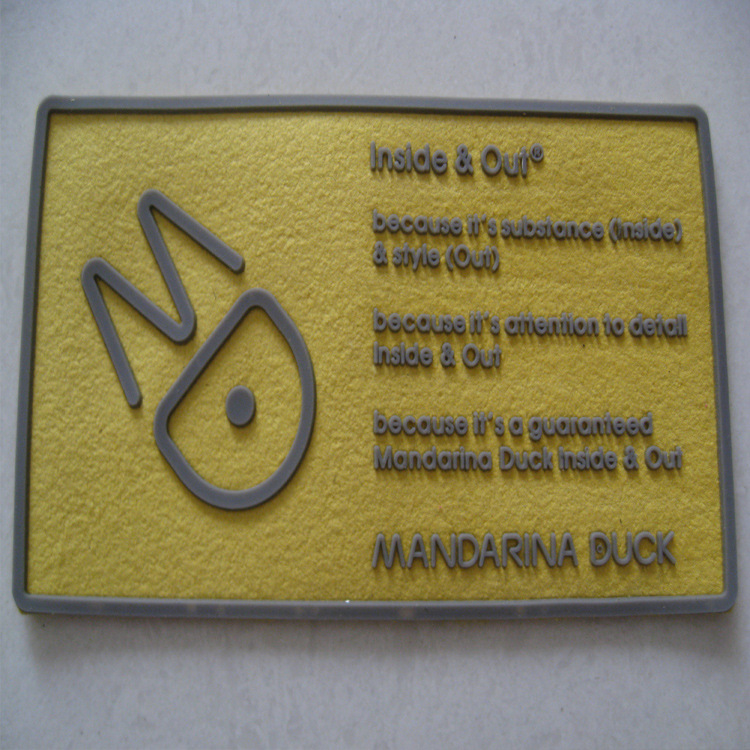 Inside & Out®
because it's substance (Inside)
& style (Out)
because it's attention to detail
Inside & Out
because it's a guaranteed
Mandarina Duck Inside & Out
MANDARINA DUCK
MD